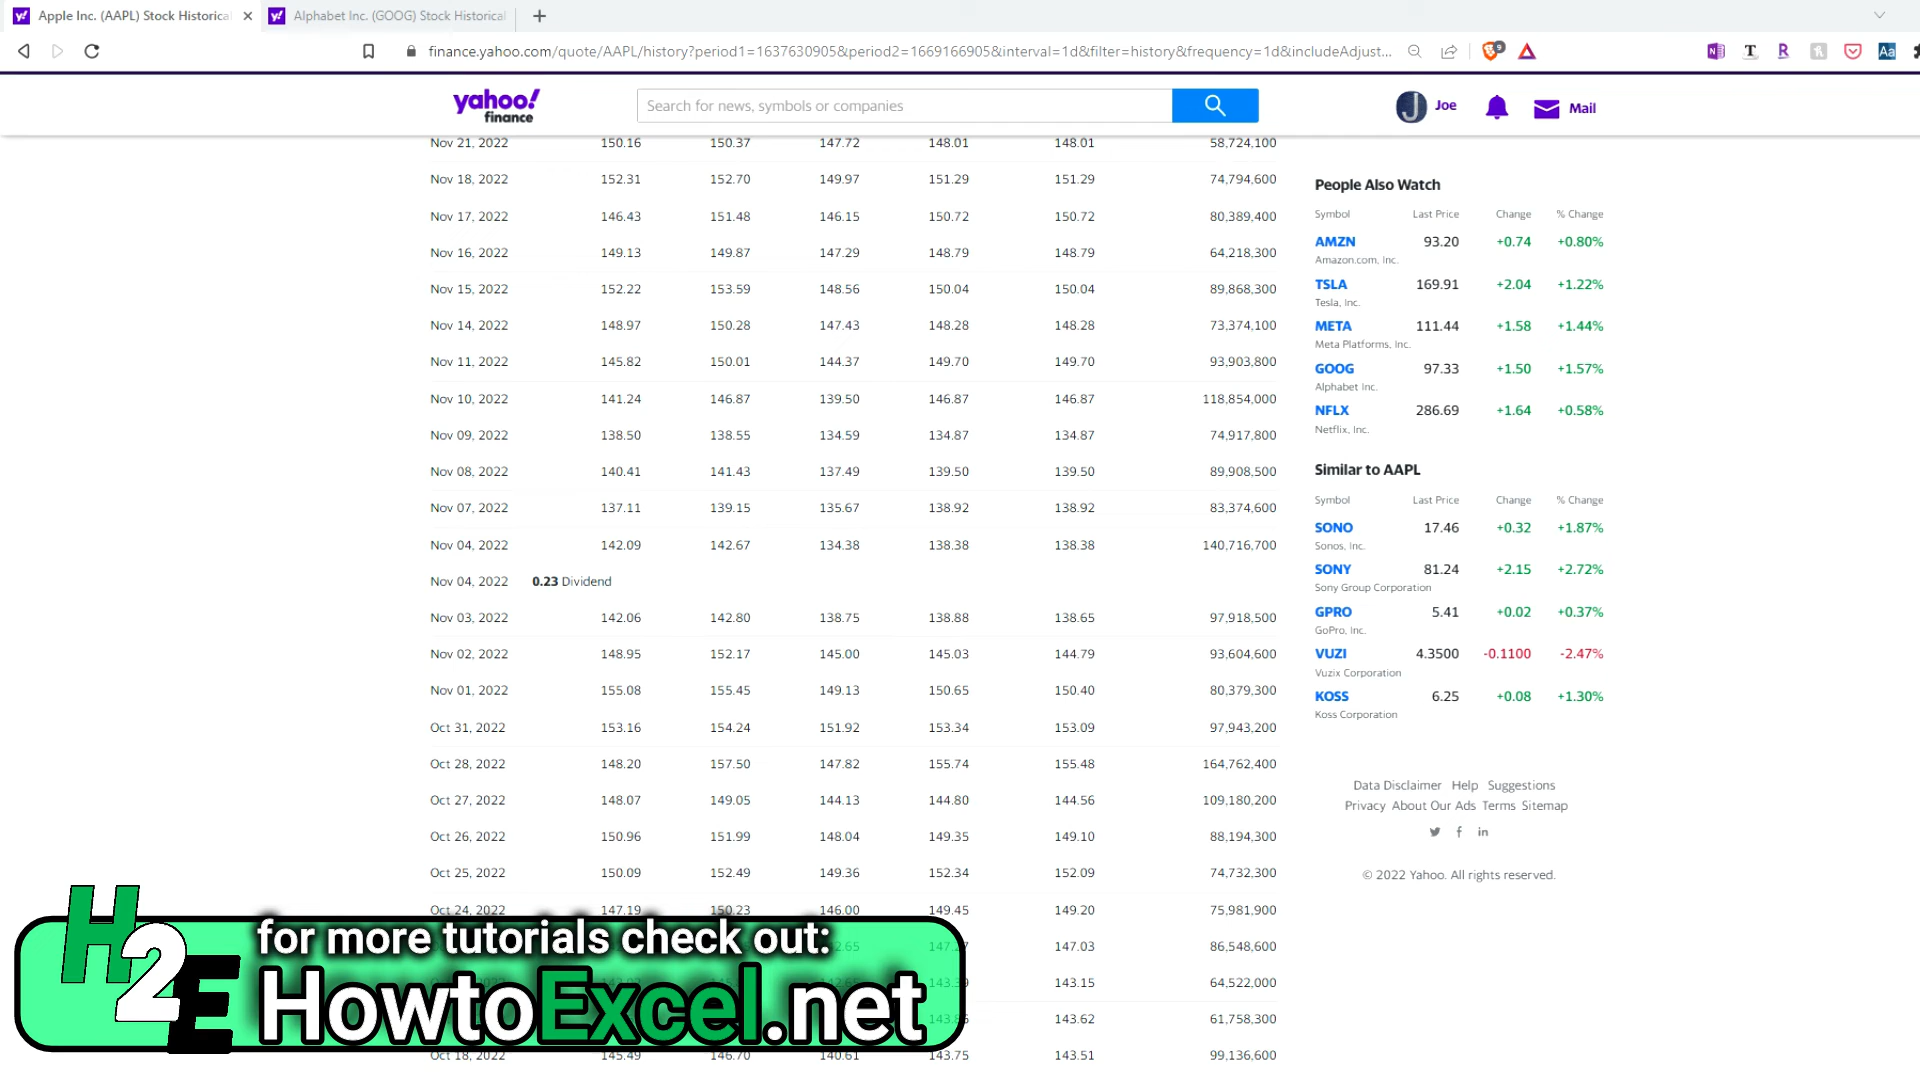 Apple Inc. (AAPL) Stock Historica
Alphabet Inc. (GOOG) Stock Historical
finance.yahoo.com/quote/AAPL/history?period1=1637630905&period2=1669166905&interval=1d&filter=history&frequency=1d&includeAdjust...
yahoo!
finance
Search for news, symbols or companies
J Joe
Mail
Nov 21, 2022 150.16 150.37 147.72 148.01 148.01 58,724,100
Nov 18, 2022 152.31 152.70 149.97 151.29 151.29 74,794,600
Nov 17, 2022 146.43 151.48 146.15 150.72 150.72 80,389,400
Nov 16, 2022 149.13 149.87 147.29 148.79 148.79 64,218,300
Nov 15, 2022 152.22 153.59 148.56 150.04 150.04 89,868,300
Nov 14, 2022 148.97 150.28 147.43 148.28 148.28 73,374,100
Nov 11, 2022 145.82 150.01 144.37 149.70 149.70 93,903,800
Nov 10, 2022 141.24 146.87 139.50 146.87 146.87 118,854,000
Nov 09, 2022 138.50 138.55 134.59 134.87 134.87 74,917,800
Nov 08, 2022 140.41 141.43 137.49 139.50 139.50 89,908,500
Nov 07, 2022 137.11 139.15 135.67 138.92 138.92 83,374,600
Nov 04, 2022 142.09 142.67 134.38 138.38 138.38 140,716,700
Nov 04, 2022 0.23 Dividend
Nov 03, 2022 142.06 142.80 138.75 138.88 138.65 97,918,500
Nov 02, 2022 148.95 152.17 145.00 145.03 144.79 93,604,600
Nov 01, 2022 155.08 155.45 149.13 150.65 150.40 80,379,300
Oct 31, 2022 153.16 154.24 151.92 153.34 153.09 97,943,200
Oct 28, 2022 148.20 157.50 147.82 155.74 155.48 164,762,400
Oct 27, 2022 148.07 149.05 144.13 144.80 144.56 109,180,200
Oct 26, 2022 150.96 151.99 148.04 149.35 149.10 88,194,300
Oct 25, 2022 150.09 152.49 149.36 152.34 152.09 74,732,300
Oct 24, 2022 147.19 150.23 146.00 149.45 149.20 75,981,900
147.03 86,548,600
143.15 64,522,000
143.62 61,758,300
Oct 18, 2022 145.49 146.70 140.61 143.75 143.51 99,136,600
People Also Watch
Symbol Last Price Change % Change
AMZN 93.20 +0.74 +0.80%
Amazon.com, Inc.
TSLA 169.91 +2.04 +1.22%
Tesla, Inc.
META 111.44 +1.58 +1.44%
Meta Platforms, Inc.
GOOG 97.33 +1.50 +1.57%
Alphabet Inc.
NFLX 286.69 +1.64 +0.58%
Netflix, Inc.
Similar to AAPL
Symbol Last Price Change % Change
SONO 17.46 +0.32 +1.87%
Sonos, Inc.
SONY 81.24 +2.15 +2.72%
Sony Group Corporation
GPRO 5.41 +0.02 +0.37%
GoPro, Inc.
VUZI 4.3500 -0.1100 -2.47%
Vuzix Corporation
KOSS 6.25 +0.08 +1.30%
Koss Corporation
Data Disclaimer Help Suggestions
Privacy About Our Ads Terms Sitemap
© 2022 Yahoo. All rights reserved.
H2E
for more tutorials check out:
HowtoExcel.net